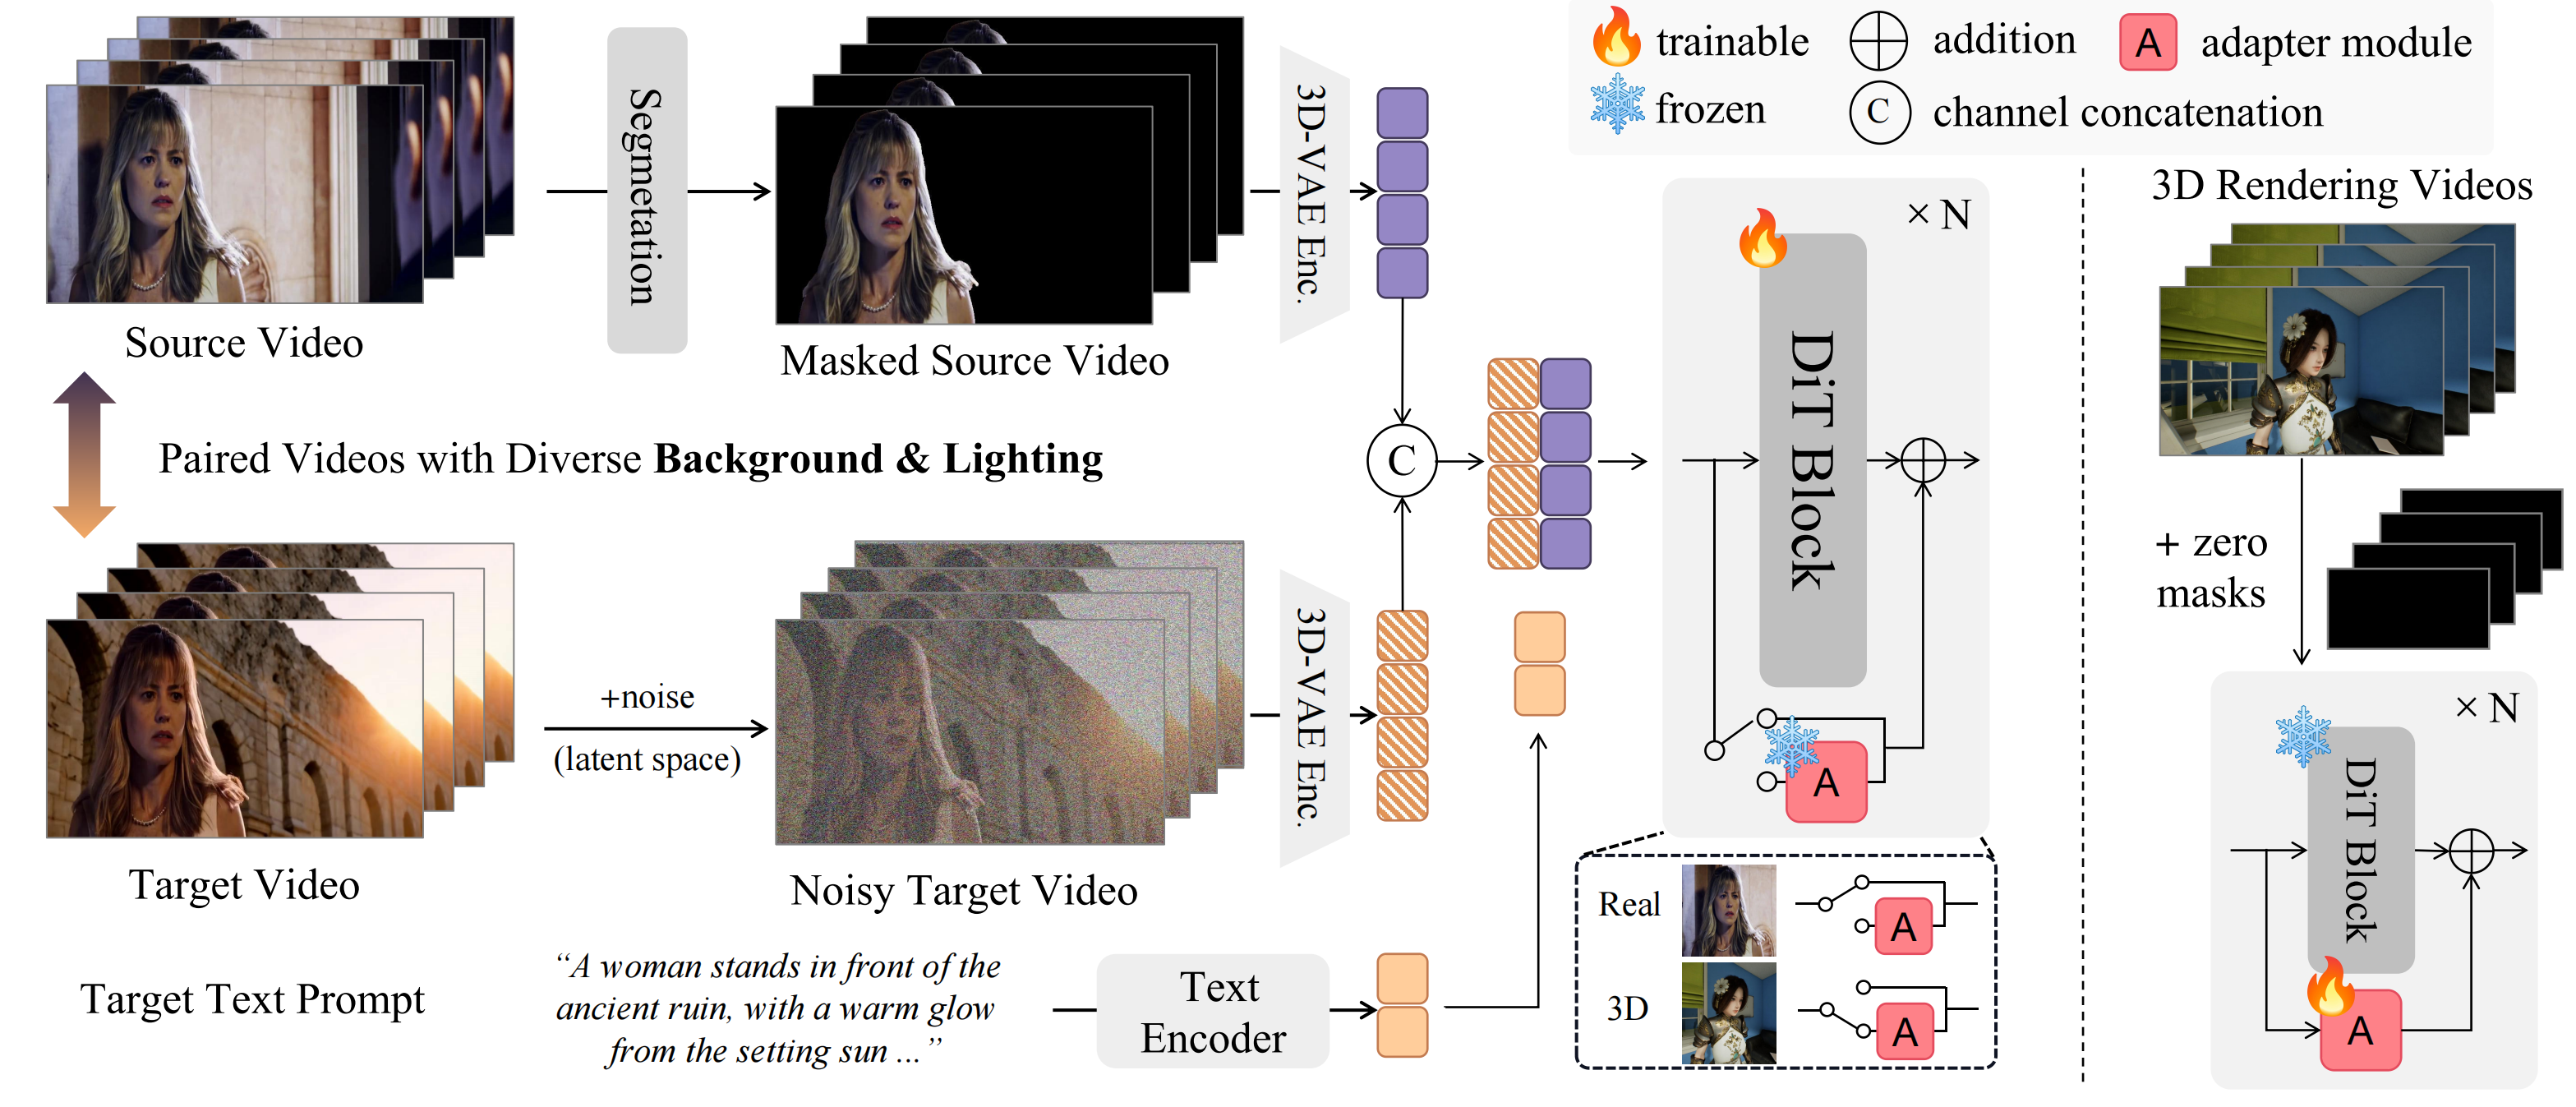 trainable
addition
A
adapter module
frozen
C
channel concatenation
Segmetation
3D-VAE Enc.
Source Video
Masked Source Video
Paired Videos with Diverse Background & Lighting
C
+noise
(latent space)
3D-VAE Enc.
Target Video
Noisy Target Video
Target Text Prompt
“A woman stands in front of the
ancient ruin, with a warm glow
from the setting sun ...”
Text
Encoder
× N
DiT Block
A
Real
A
3D
A
3D Rendering Videos
+ zero
masks
× N
DiT Block
A